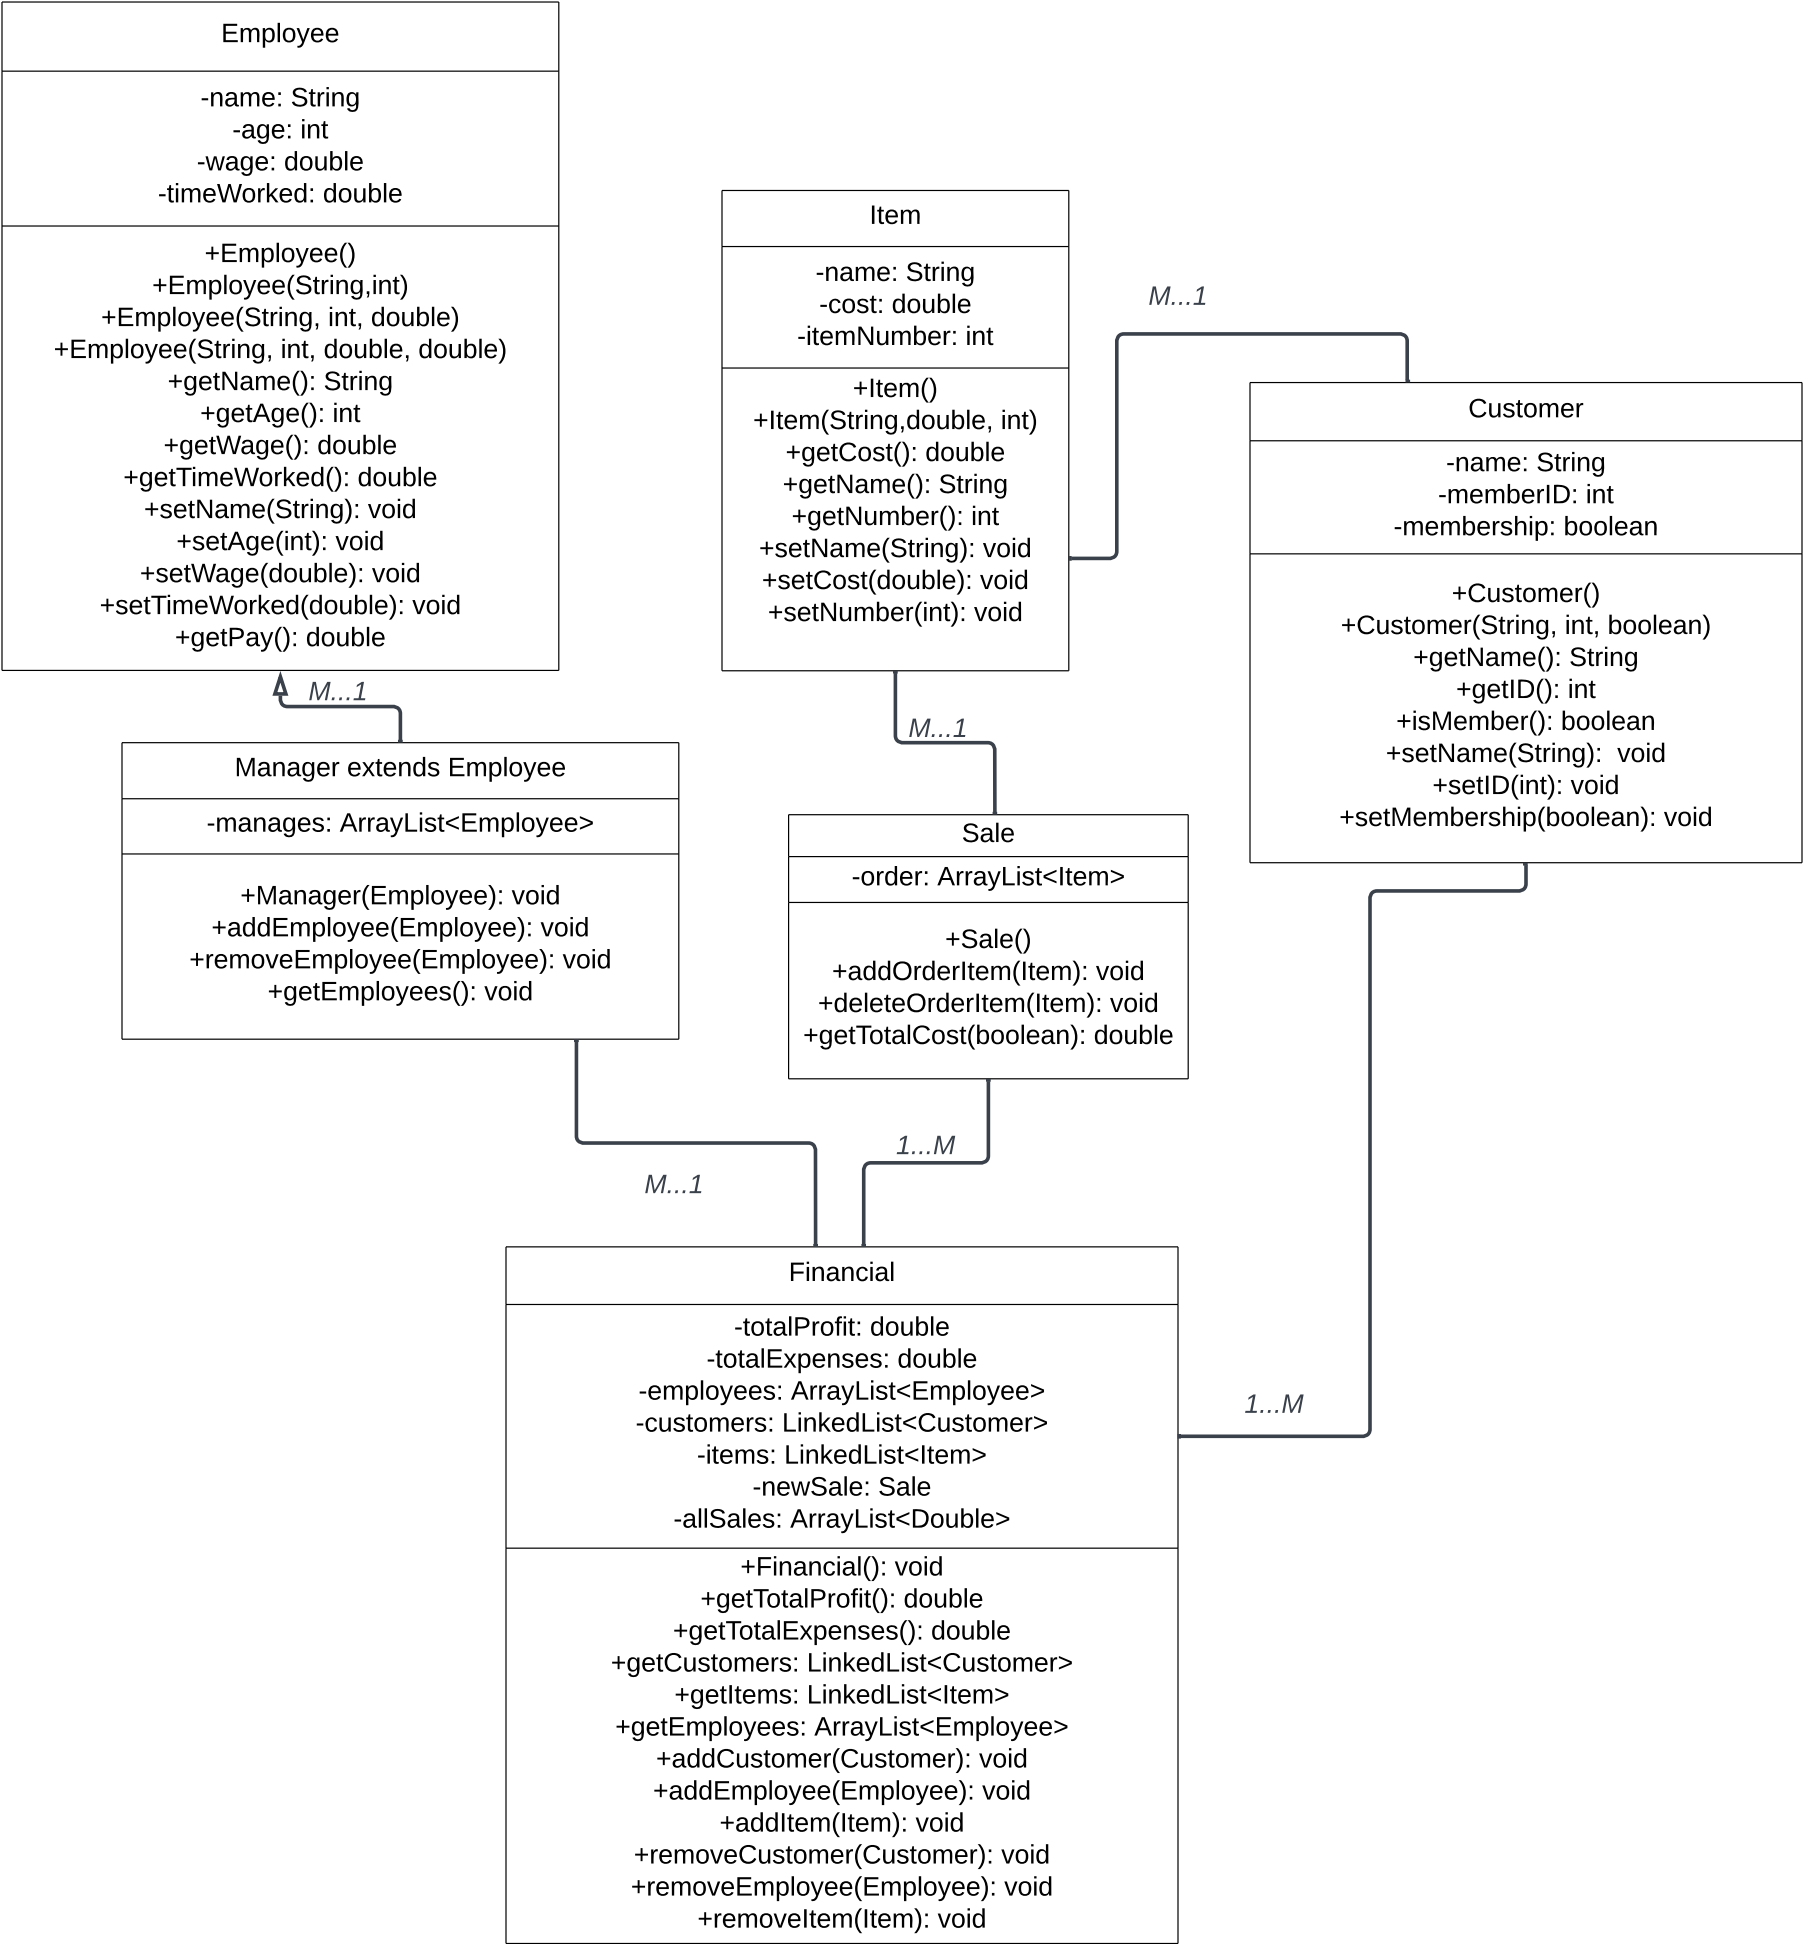 Employee
-name: String
-age: int
-wage: double
-timeWorked: double
+Employee()
+Employee(String,int)
+Employee(String, int, double)
+Employee(String, int, double, double)
+getName(): String
+getAge(): int
+getWage(): double
+getTimeWorked(): double
+setName(String): void
+setAge(int): void
+setWage(double): void
+setTimeWorked(double): void
+getPay(): double
M...1
Manager extends Employee
-manages: ArrayList<Employee>
+Manager(Employee): void
+addEmployee(Employee): void
+removeEmployee(Employee): void
+getEmployees(): void
M...1
Item
-name: String
-cost: double
-itemNumber: int
+Item()
+Item(String,double, int)
+getCost(): double
+getName(): String
+getNumber(): int
+setName(String): void
+setCost(double): void
+setNumber(int): void
M...1
Sale
-order: ArrayList<Item>
+Sale()
+addOrderItem(Item): void
+deleteOrderItem(Item): void
+getTotalCost(boolean): double
1...M
M...1
Customer
-name: String
-memberID: int
-membership: boolean
+Customer()
+Customer(String, int, boolean)
+getName(): String
+getID(): int
+isMember(): boolean
+setName(String):  void
+setID(int): void
+setMembership(boolean): void
1...M
Financial
-totalProfit: double
-totalExpenses: double
-employees: ArrayList<Employee>
-customers: LinkedList<Customer>
-items: LinkedList<Item>
-newSale: Sale
-allSales: ArrayList<Double>
+Financial(): void
+getTotalProfit(): double
+getTotalExpenses(): double
+getCustomers: LinkedList<Customer>
+getItems: LinkedList<Item>
+getEmployees: ArrayList<Employee>
+addCustomer(Customer): void
+addEmployee(Employee): void
+addItem(Item): void
+removeCustomer(Customer): void
+removeEmployee(Employee): void
+removeItem(Item): void